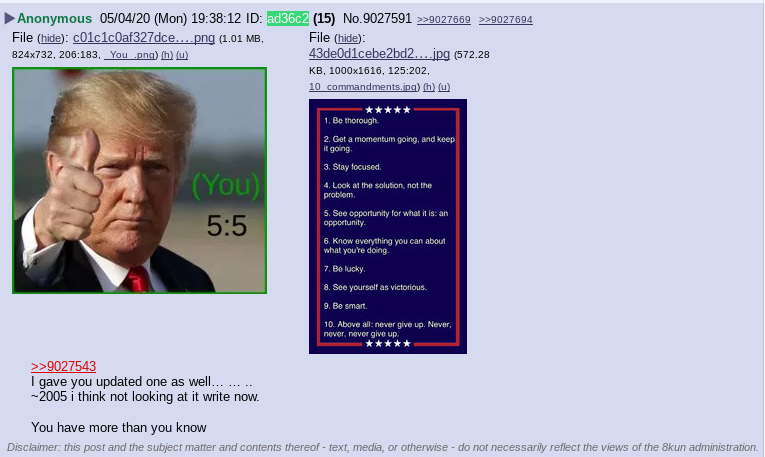 ▶Anonymous 05/04/20 (Mon) 19:38:12 ID: ad36c2 (15) No.9027591 >>9027669 >>9027694
File (hide): c01c1c0af327dce….png (1.01 MB,
824x732, 206:183, _You_.png) (h) (u)
(You)
5:5
File (hide):
43de0d1cebe2bd2….jpg (572.28
KB, 1000x1616, 125:202,
10_commandments.jpg) (h) (u)
★★★★★
1. Be thorough.
2. Get a momentum going, and keep
it going.
3. Stay focused.
4. Look at the solution, not the
problem.
5. See opportunity for what it is: an
opportunity.
6. Know everything you can about
what you're doing.
7. Be lucky.
8. See yourself as victorious.
9. Be smart.
10. Above all: never give up. Never,
never, never give up.
★★★★★
>>9027543
I gave you updated one as well… … ..
~2005 i think not looking at it write now.
You have more than you know
Disclaimer: this post and the subject matter and contents thereof - text, media, or otherwise - do not necessarily reflect the views of the 8kun administration.